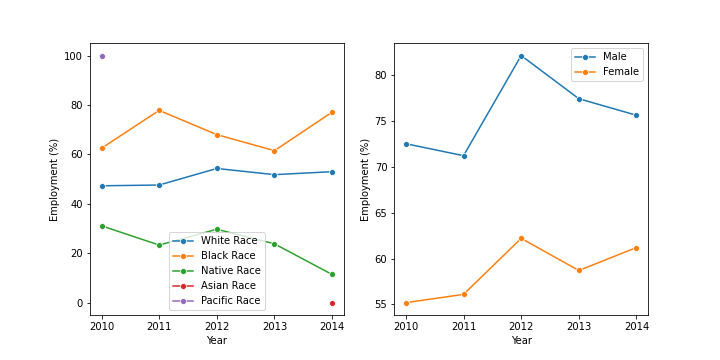 100
80
60
40
20
0
Employment (%)
2010 2011 2012 2013 2014
Year
White Race
Black Race
Native Race
Asian Race
Pacific Race
80
75
70
65
60
55
Employment (%)
2010 2011 2012 2013 2014
Year
Male
Female